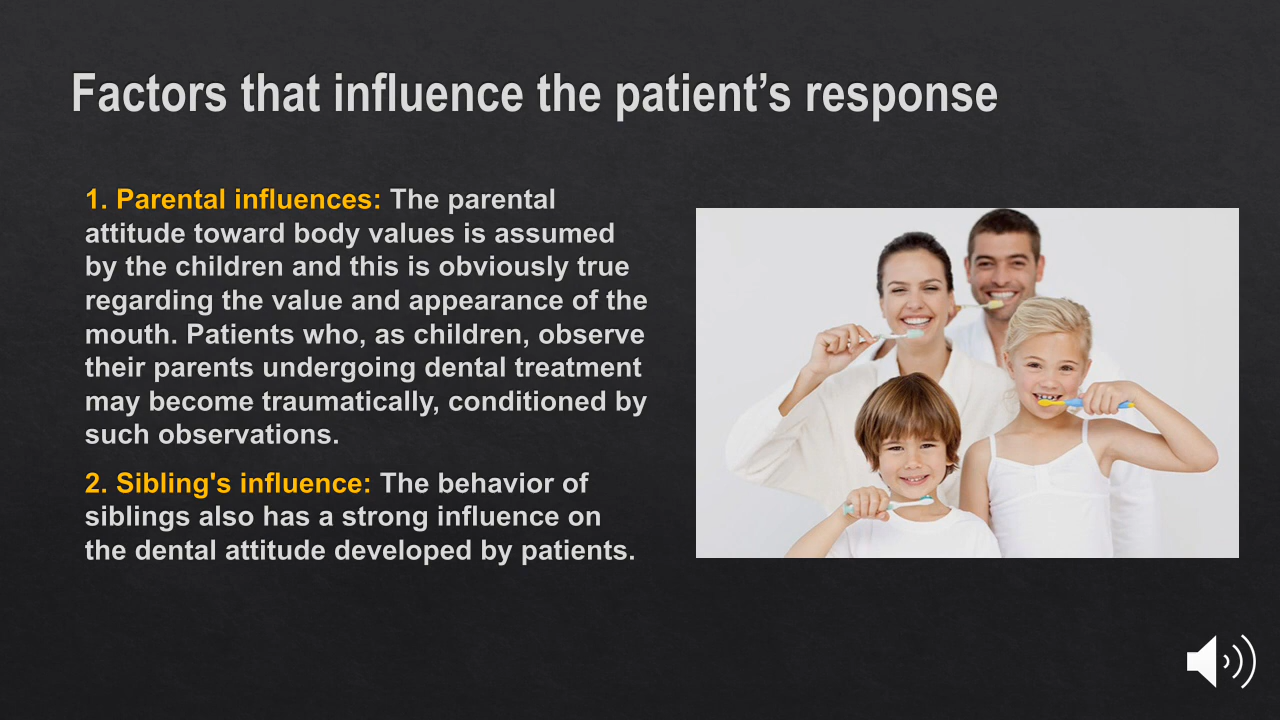 Factors that influence the patient’s response
1. Parental influences: The parental
attitude toward body values is assumed
by the children and this is obviously true
regarding the value and appearance of the
mouth. Patients who, as children, observe
their parents undergoing dental treatment
may become traumatically, conditioned by
such observations.
2. Sibling's influence: The behavior of
siblings also has a strong influence on
the dental attitude developed by patients.